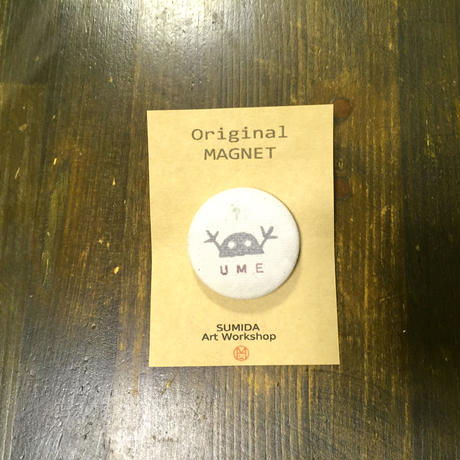 Original
MAGNET
?
UME
SUMIDA
Art Workshop